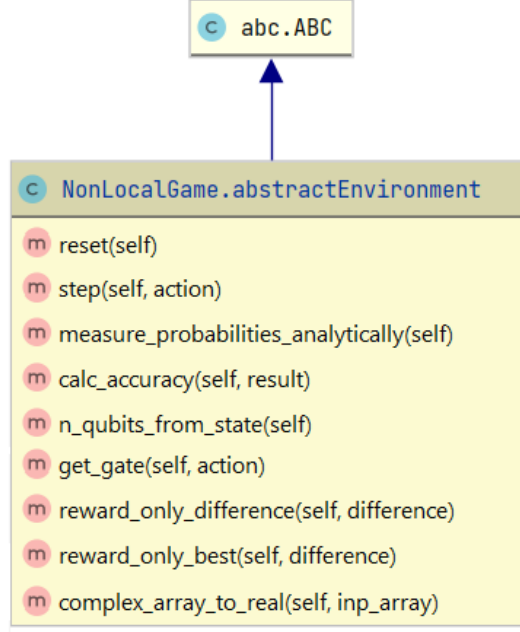 C abc.ABC
C NonLocalGame.abstractEnvironment
m reset(self)
m step(self, action)
m measure_probabilities_analytically(self)
m calc_accuracy(self, result)
m n_qubits_from_state(self)
m get_gate(self, action)
m reward_only_difference(self, difference)
m reward_only_best(self, difference)
m complex_array_to_real(self, inp_array)